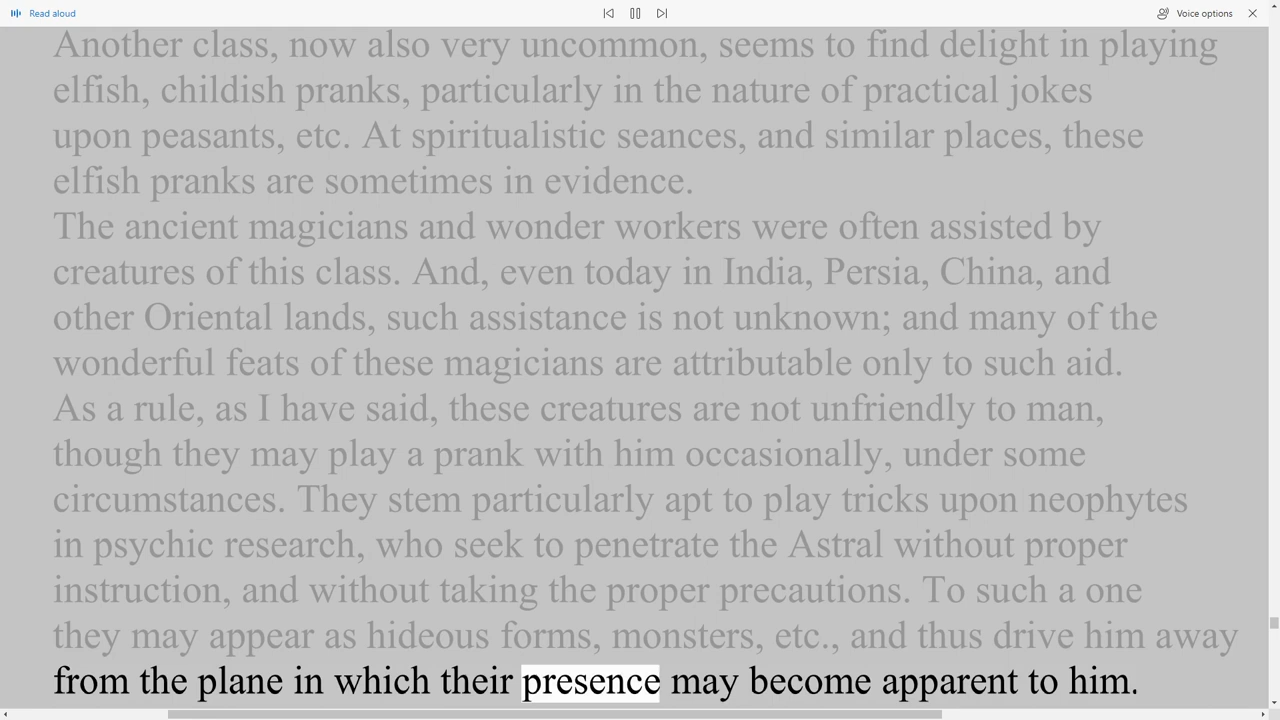 Read aloud
Voice options
Another class, now also very uncommon, seems to find delight in playing
elfish, childish pranks, particularly in the nature of practical jokes
upon peasants, etc. At spiritualistic seances, and similar places, these
elfish pranks are sometimes in evidence.
The ancient magicians and wonder workers were often assisted by
creatures of this class. And, even today in India, Persia, China, and
other Oriental lands, such assistance is not unknown; and many of the
wonderful feats of these magicians are attributable only to such aid.
As a rule, as I have said, these creatures are not unfriendly to man,
though they may play a prank with him occasionally, under some
circumstances. They stem particularly apt to play tricks upon neophytes
in psychic research, who seek to penetrate the Astral without proper
instruction, and without taking the proper precautions. To such a one
they may appear as hideous forms, monsters, etc., and thus drive him away
from the plane in which their presence may become apparent to him.